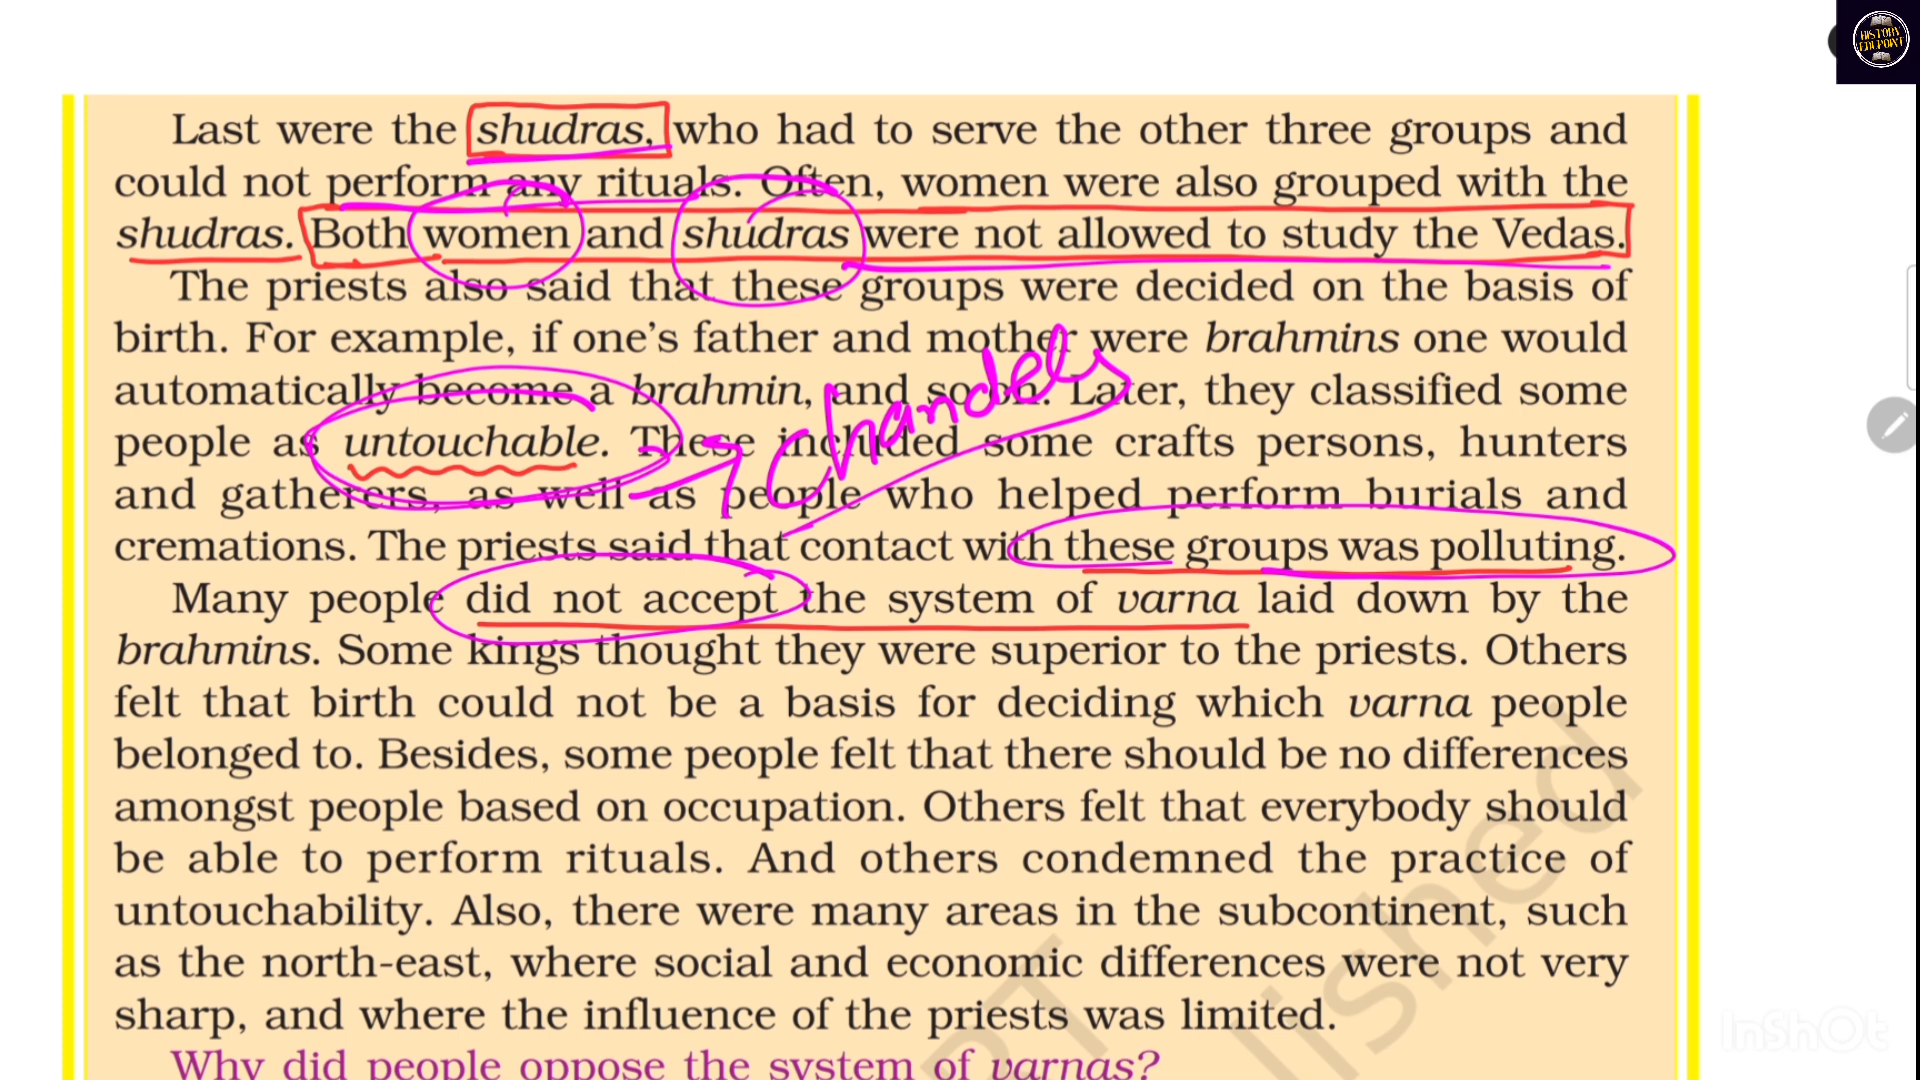 HISTORY
EDUPOINT
Last were the shudras, who had to serve the other three groups and
could not perform any rituals. Often, women were also grouped with the
shudras. Both women and shudras were not allowed to study the Vedas.
The priests also said that these groups were decided on the basis of
birth. For example, if one's father and mother were brahmins one would
automatically become a brahmin, and so on. Later, they classified some
people as untouchable. These included some crafts persons, hunters
and gatherers, as well as people who helped perform burials and
cremations. The priests said that contact with these groups was polluting.
Chandels
Many people did not accept the system of varna laid down by the
brahmins. Some kings thought they were superior to the priests. Others
felt that birth could not be a basis for deciding which varna people
belonged to. Besides, some people felt that there should be no differences
amongst people based on occupation. Others felt that everybody should
be able to perform rituals. And others condemned the practice of
untouchability. Also, there were many areas in the subcontinent, such
as the north-east, where social and economic differences were not very
sharp, and where the influence of the priests was limited.
Why did people oppose the system of varnas?
InShOt